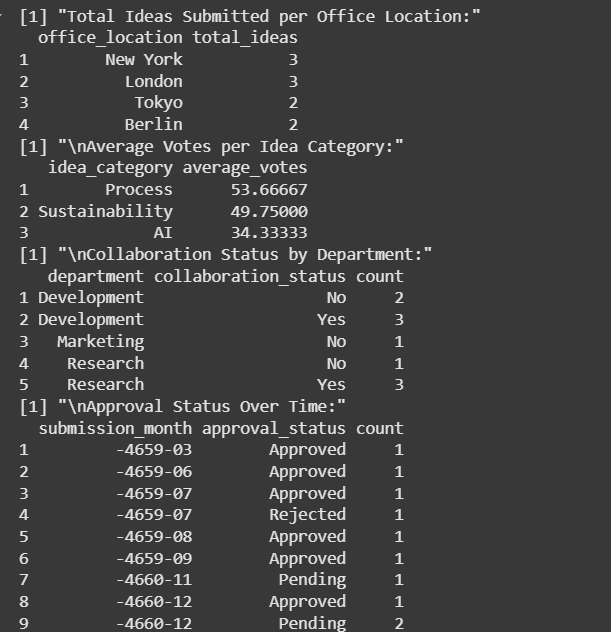 [1] "Total Ideas Submitted per Office Location:"
  office_location total_ideas
1        New York           3
2          London           3
3           Tokyo           2
4          Berlin           2
[1] "\nAverage Votes per Idea Category:"
   idea_category average_votes
1        Process      53.66667
2 Sustainability      49.75000
3             AI      34.33333
[1] "\nCollaboration Status by Department:"
   department collaboration_status count
1 Development                   No     2
2 Development                  Yes     3
3   Marketing                   No     1
4    Research                   No     1
5    Research                  Yes     3
[1] "\nApproval Status Over Time:"
  submission_month approval_status count
1         -4659-03        Approved     1
2         -4659-06        Approved     1
3         -4659-07        Approved     1
4         -4659-07        Rejected     1
5         -4659-08        Approved     1
6         -4659-09        Approved     1
7         -4660-11         Pending     1
8         -4660-12        Approved     1
9         -4660-12         Pending     2